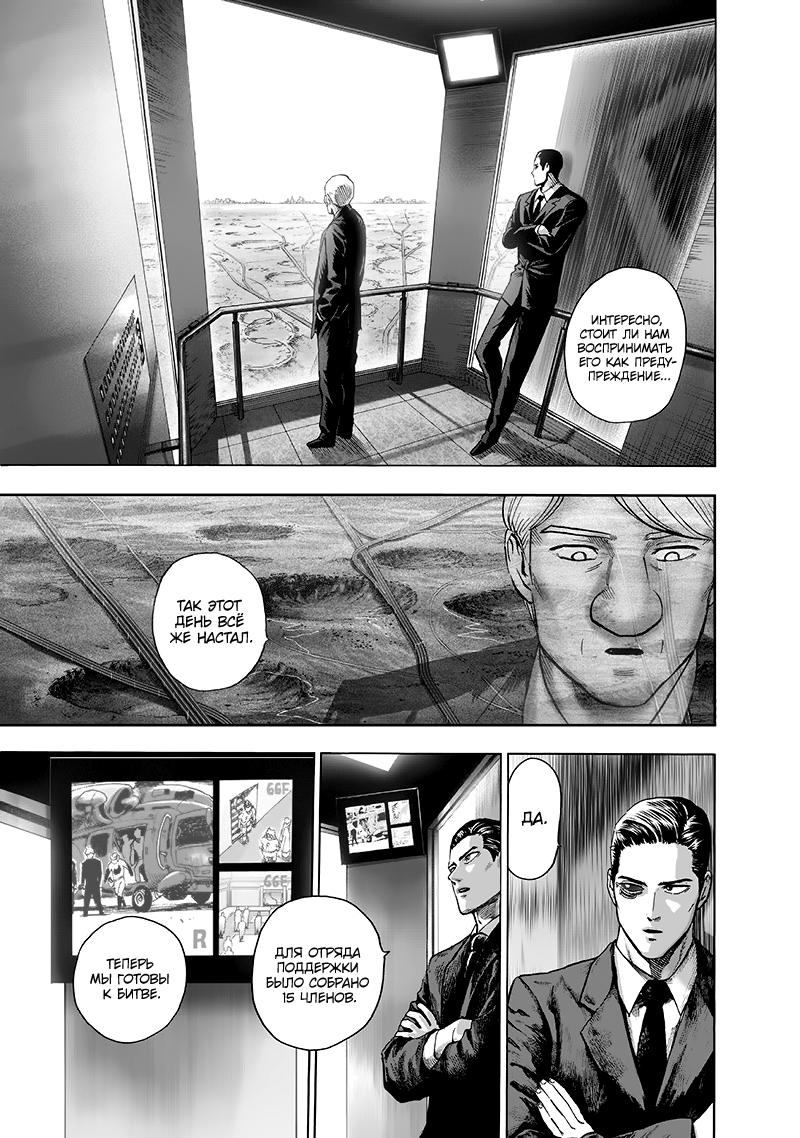 ИНТЕРЕСНО,
СТОИТ ЛИ НАМ
ВОСПРИНИМАТЬ
ЕГО КАК ПРЕДУ-
ПРЕЖДЕНИЕ...
ТАК ЭТОТ
ДЕНЬ ВСЁ
ЖЕ НАСТАЛ.
ДА.
ДЛЯ ОТРЯДА
ПОДДЕРЖКИ
БЫЛО СОБРАНО
15 ЧЛЕНОВ.
66F
66F
R
ТЕПЕРЬ
МЫ ГОТОВЫ
К БИТВЕ.